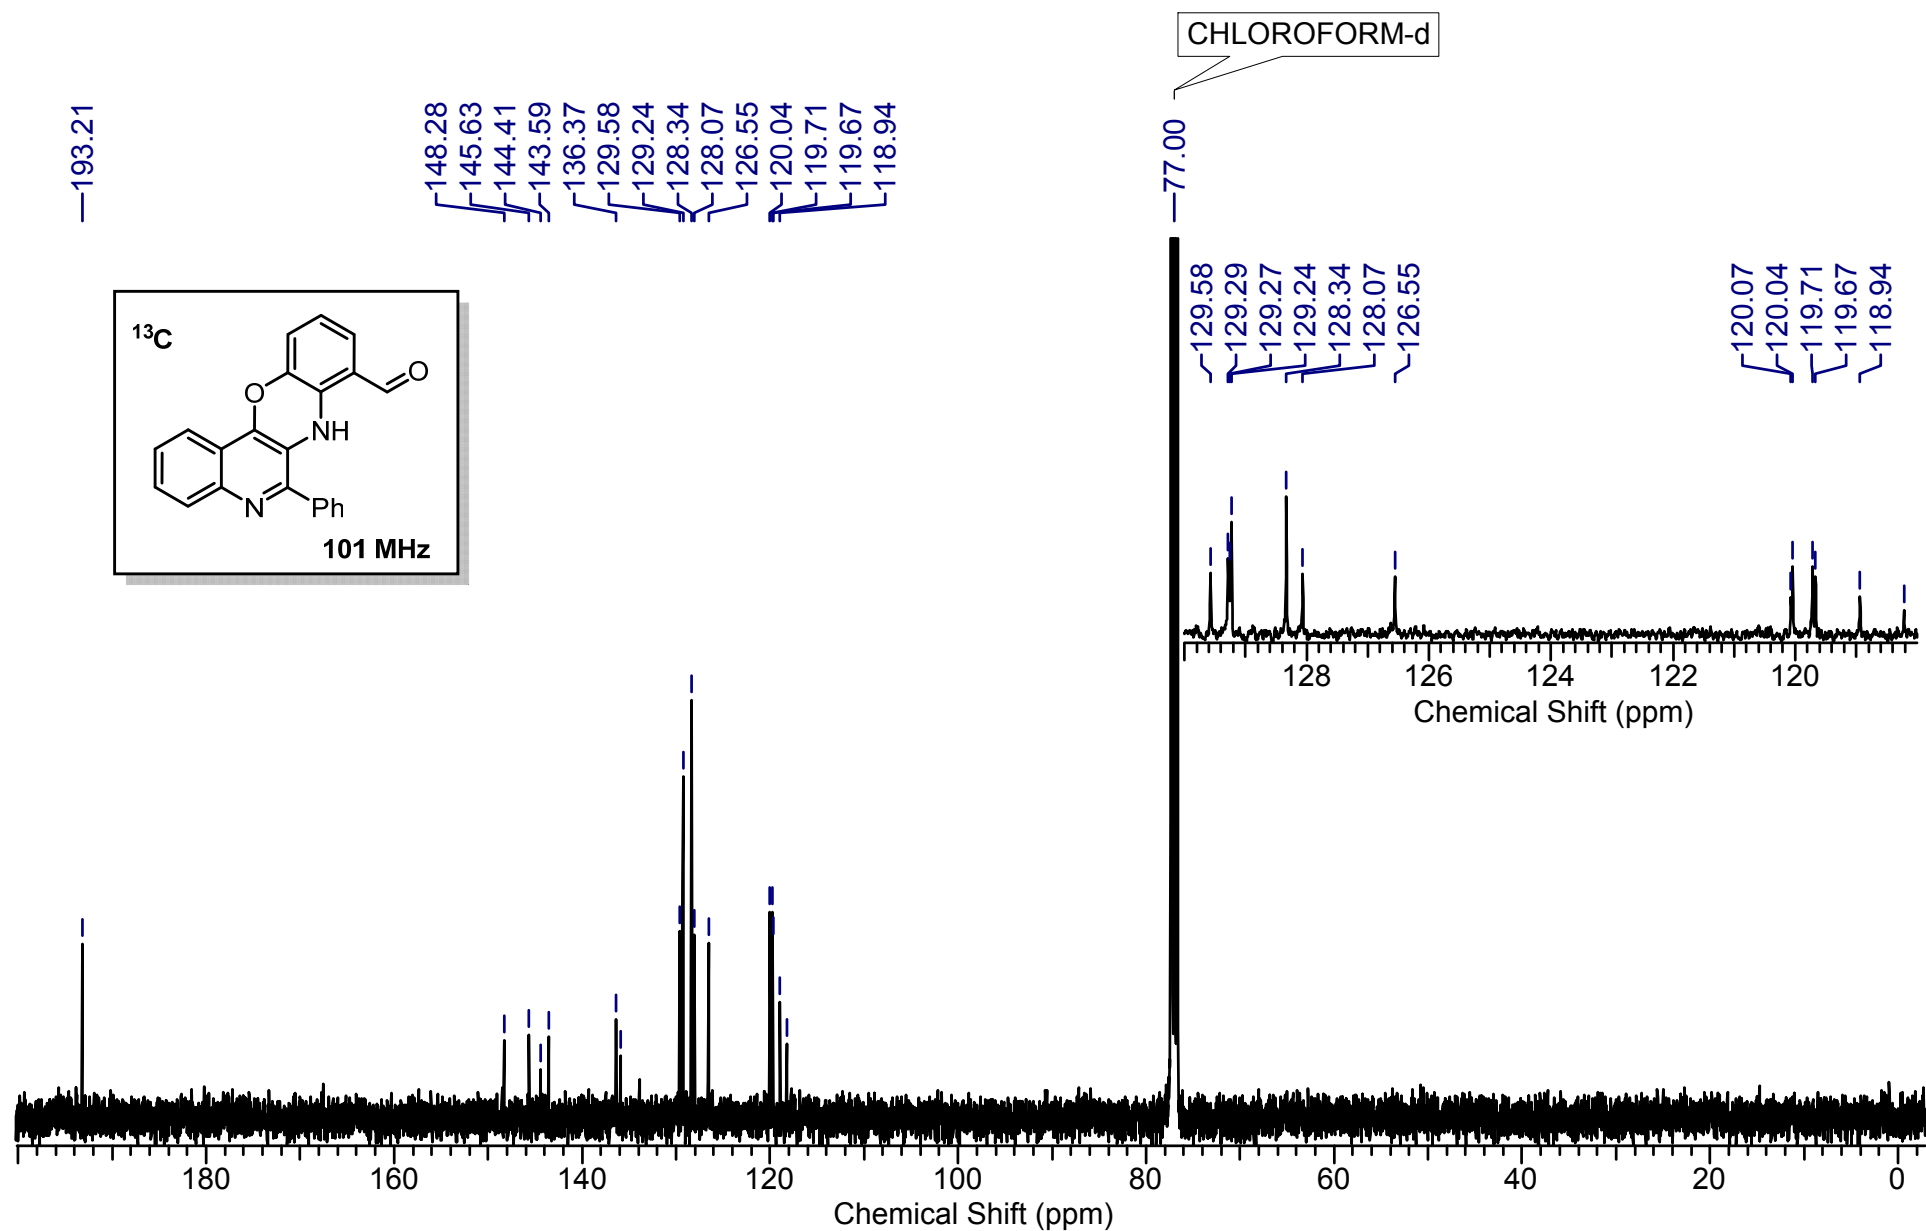 CHLOROFORM-d
193.21
148.28
145.63
144.41
143.59
136.37
129.58
129.24
128.34
128.07
126.55
120.04
119.71
119.67
118.94
77.00
129.58
129.29
129.27
129.24
128.34
128.07
126.55
120.07
120.04
119.71
119.67
118.94
13C
O
O
NH
N
Ph
101 MHz
128 126 124 122 120
Chemical Shift (ppm)
180 160 140 120 100 80 60 40 20 0
Chemical Shift (ppm)